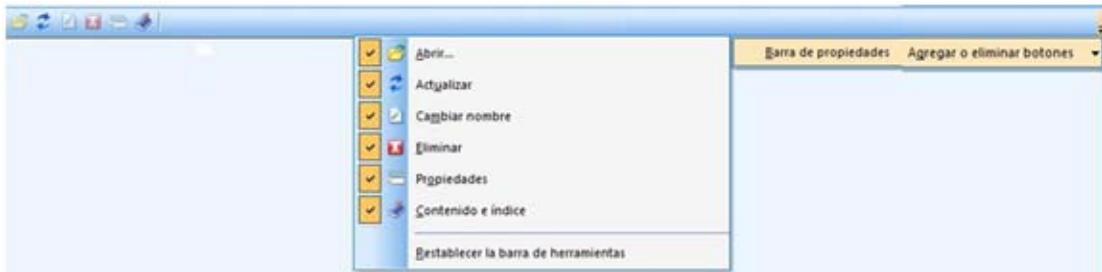 Barra de propiedades Agregar o eliminar botones
Abrir...
Actualizar
Cambiar nombre
Eliminar
Propiedades
Contenido e índice
Restablecer la barra de herramientas